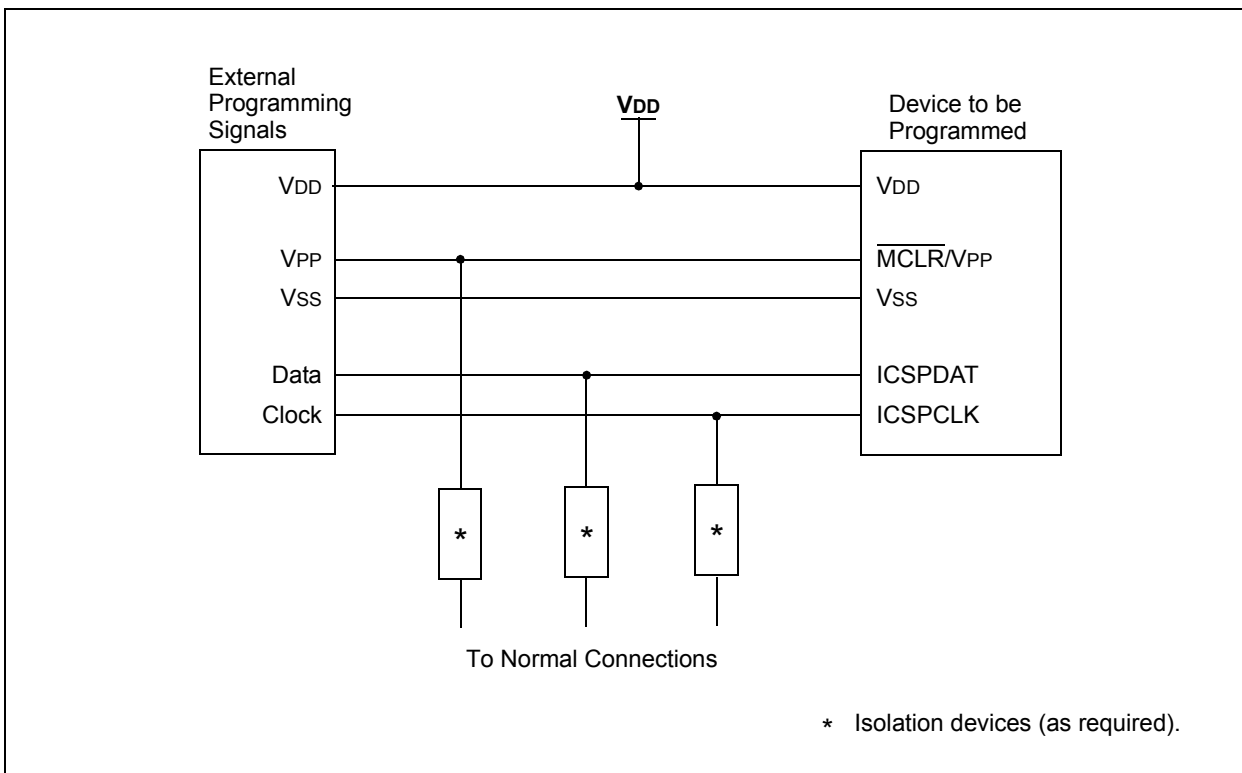 External
Programming
Signals
VDD
Device to be
Programmed
VDD
VDD
VPP
MCLR/VPP
VSS
VSS
Data
ICSPDAT
Clock
ICSPCLK
*
*
*
To Normal Connections
* Isolation devices (as required).